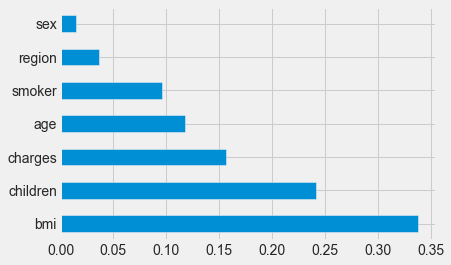 sex
region
smoker
age
charges
children
bmi
0.00 0.05 0.10 0.15 0.20 0.25 0.30 0.35